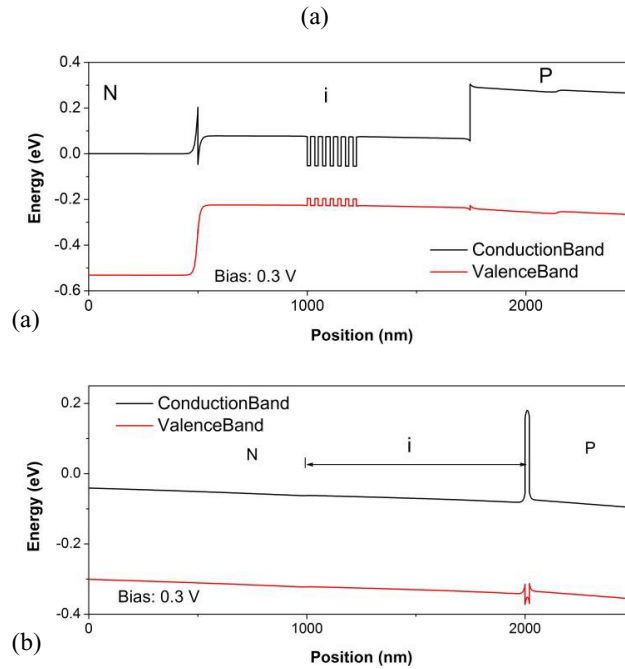 (a)
0.4
N
i
P
0.2
0.0
-0.2
-0.4
-0.6
Energy (eV)
ConductionBand
ValenceBand
Bias: 0.3 V
0
1000
2000
Position (nm)
(a)
ConductionBand
ValenceBand
0.2
N
i
P
0.0
-0.2
-0.4
Energy (eV)
Bias: 0.3 V
0
1000
2000
Position (nm)
(b)